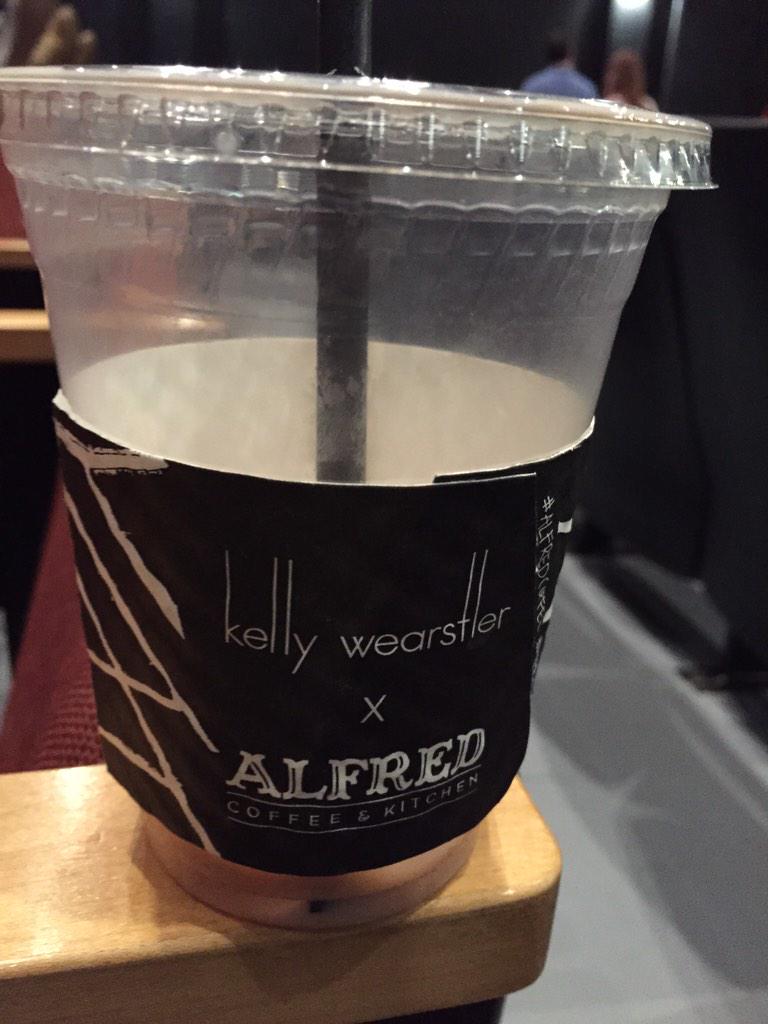 kelly wearstler
x
ALFRED
COFFEE & KITCHEN